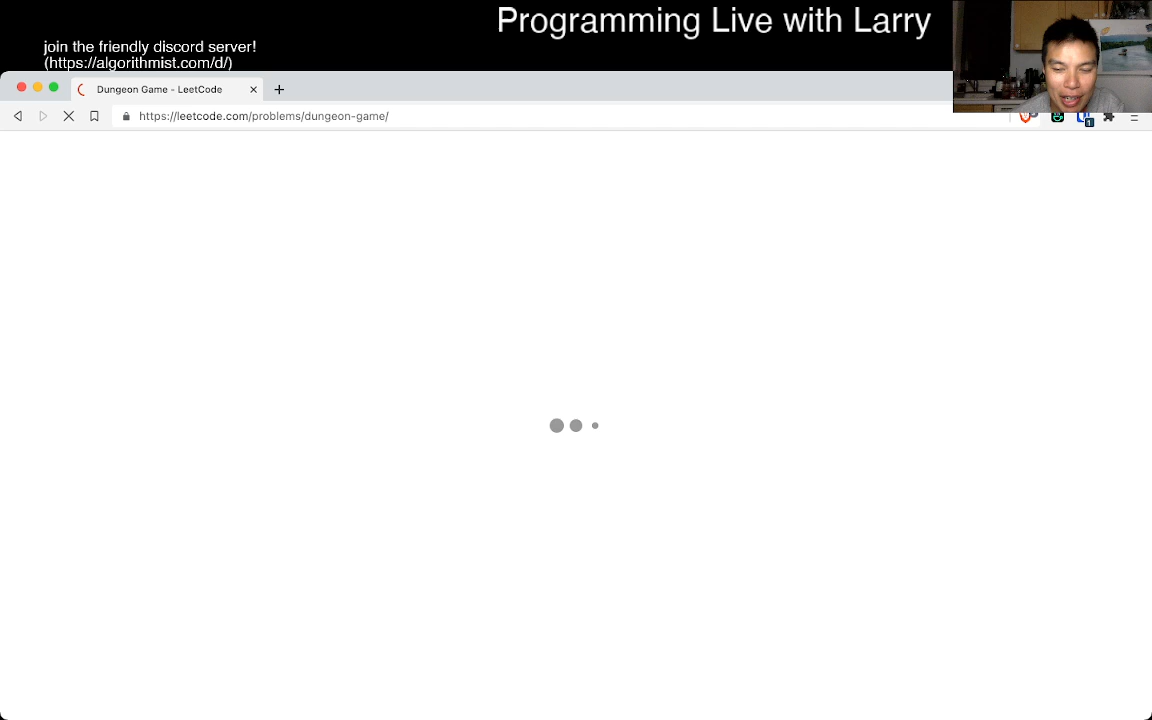 Programming Live with Larry
join the friendly discord server!
(https://algorithmist.com/d/)
Dungeon Game - LeetCode
https://leetcode.com/problems/dungeon-game/
1